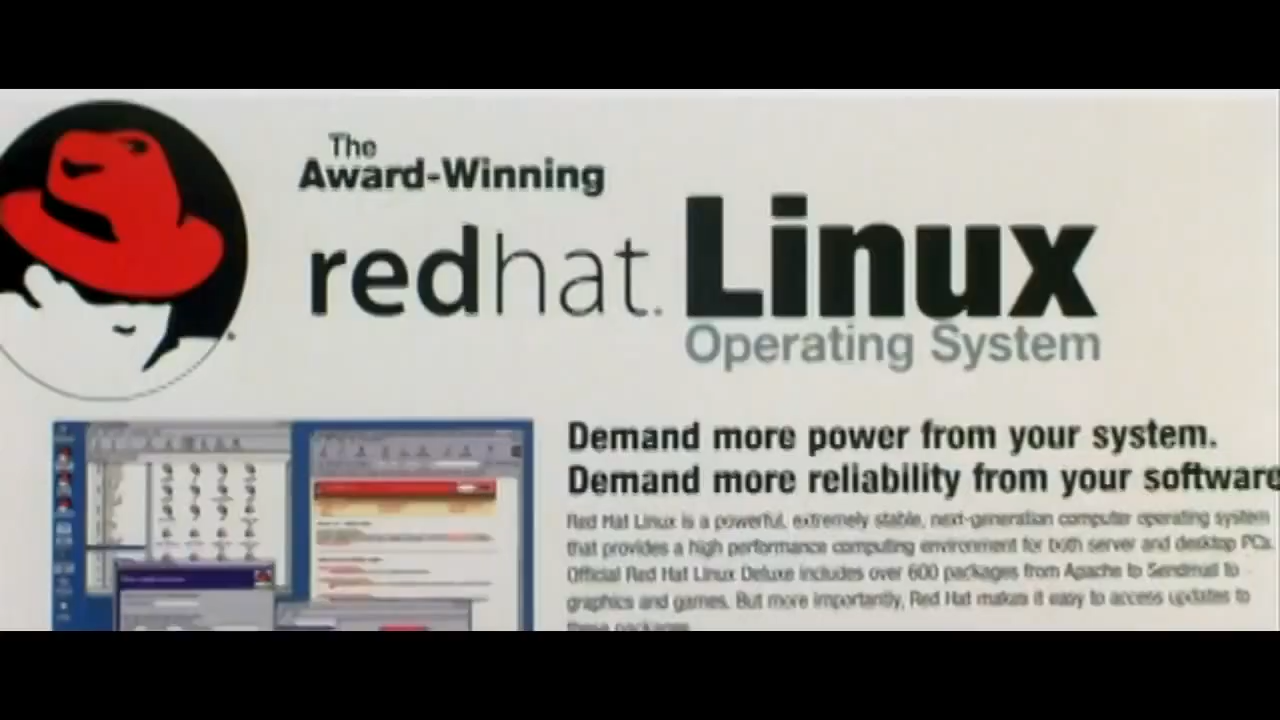 The
Award-Winning
redhat. Linux
Operating System
Demand more power from your system.
Demand more reliability from your software
Red Hat Linux is a powerful, extremely stable, next-generation computer operating system
that provides a high performance computing environment for both server and desktop PCs.
Official Red Hat Linux Deluxe includes over 600 packages from Apache to Sendmail to
graphics and games. But more importantly, Red Hat makes it easy to access updates to
these packages